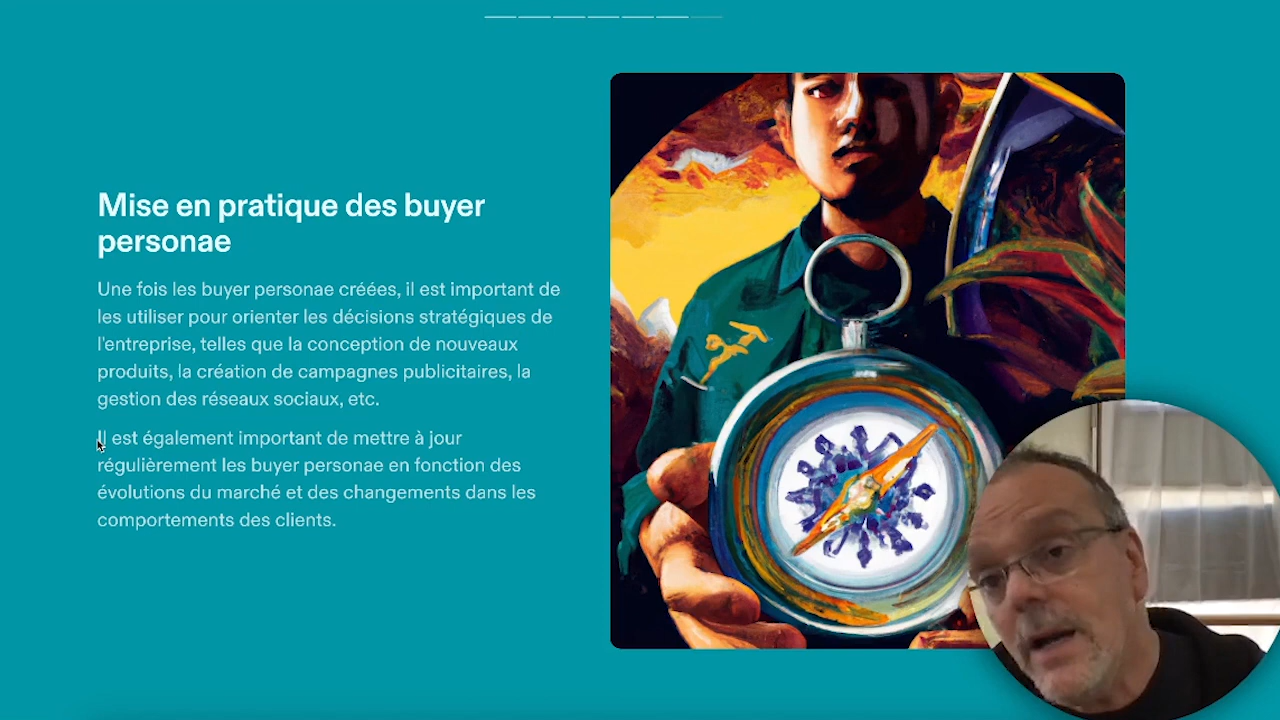 Mise en pratique des buyer
personae
Une fois les buyer personae créées, il est important de
les utiliser pour orienter les décisions stratégiques de
l'entreprise, telles que la conception de nouveaux
produits, la création de campagnes publicitaires, la
gestion des réseaux sociaux, etc.
Il est également important de mettre à jour
régulièrement les buyer personae en fonction des
évolutions du marché et des changements dans les
comportements des clients.